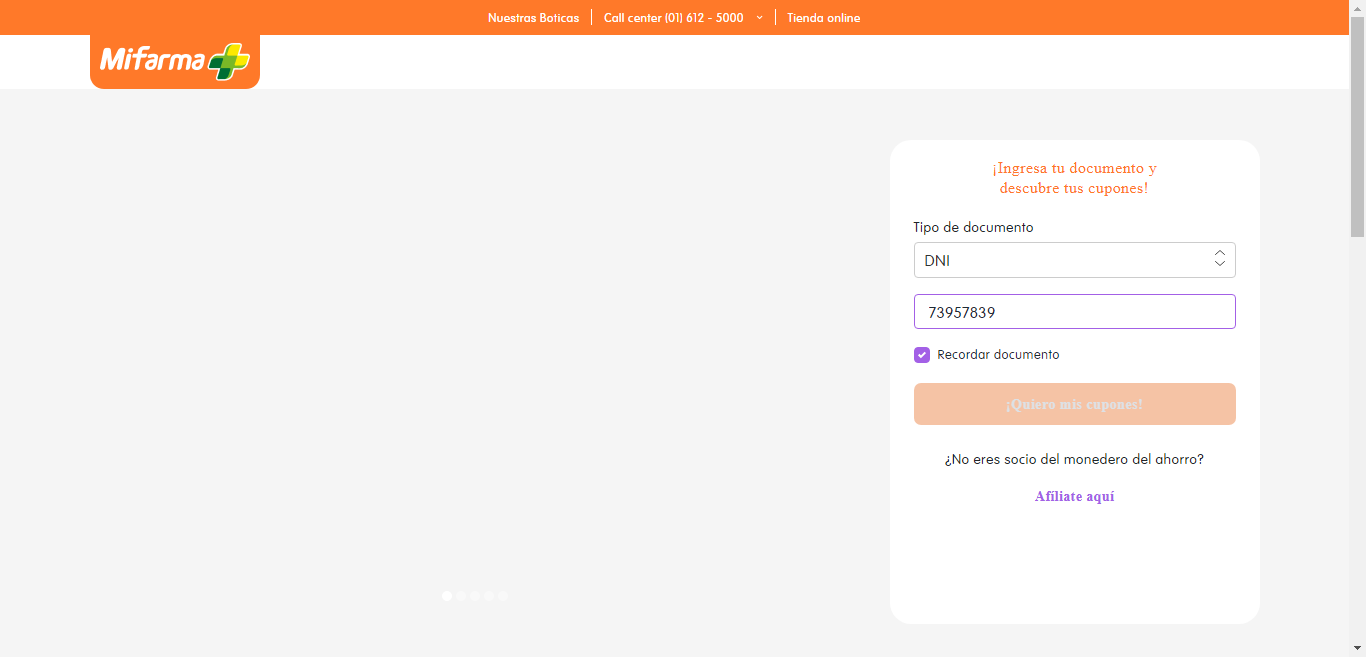 Nuestras Boticas
Call center (01) 612 - 5000
Tienda online
Mifarma
¡Ingresa tu documento y
descubre tus cupones!
Tipo de documento
DNI
73957839
Recordar documento
¡Quiero mis cupones!
¿No eres socio del monedero del ahorro?
Afíliate aquí